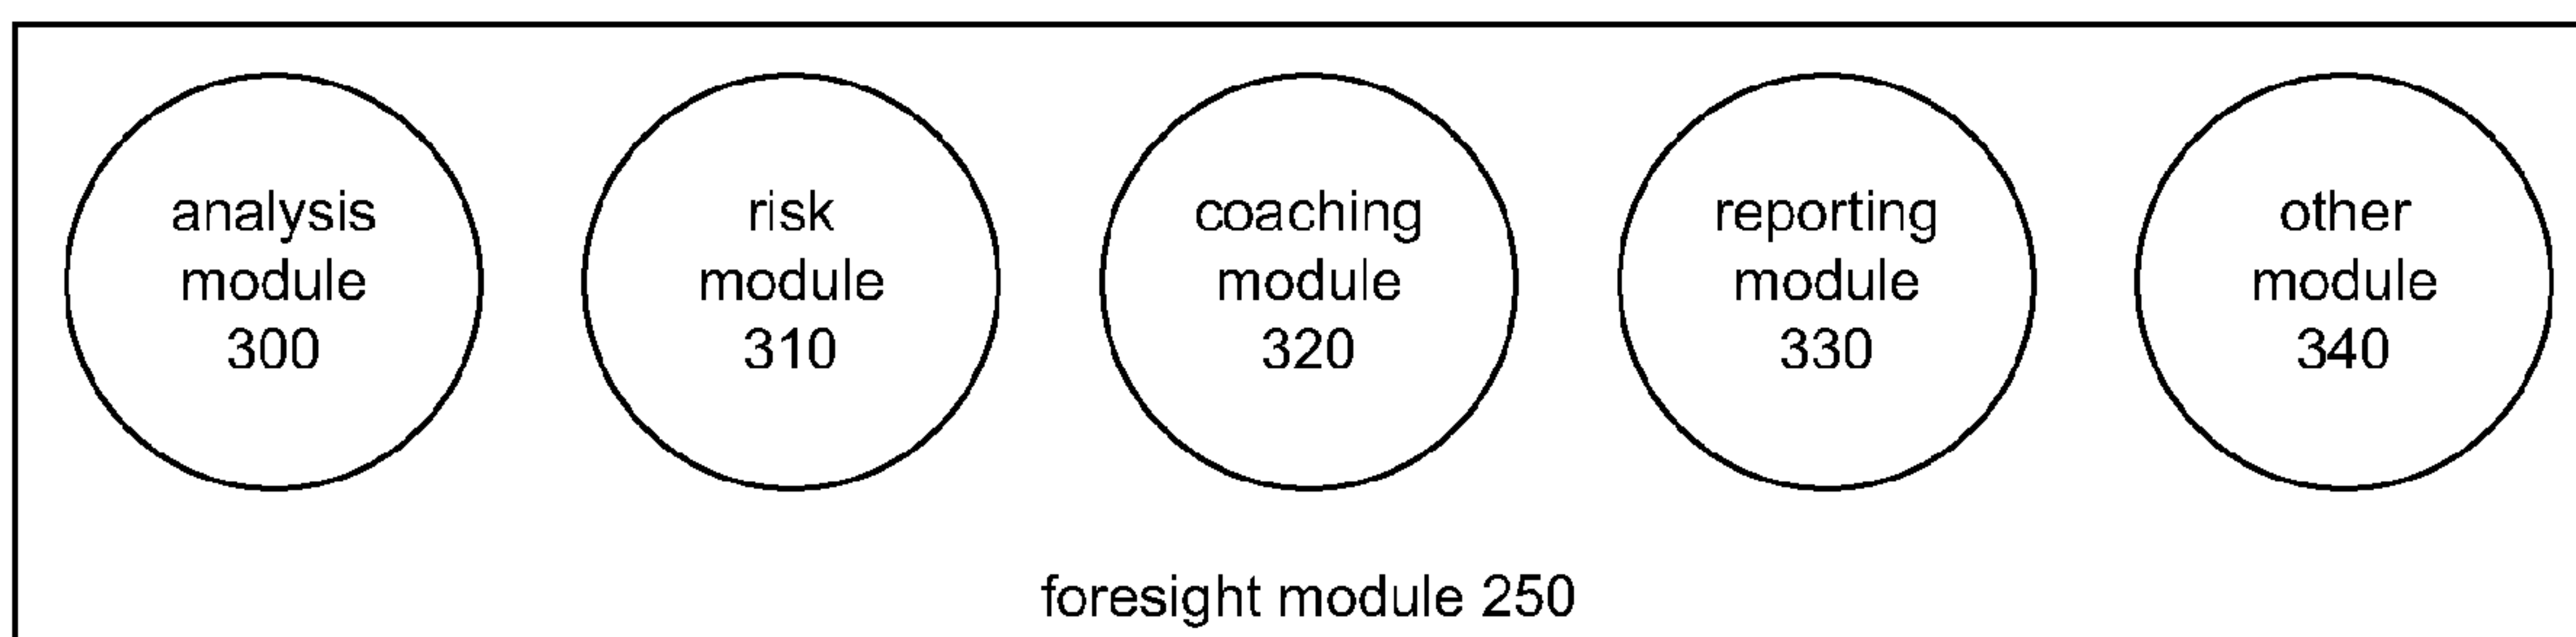 analysis
module
300
risk
module
310
coaching
module
320
reporting
module
330
other
module
340
foresight module 250